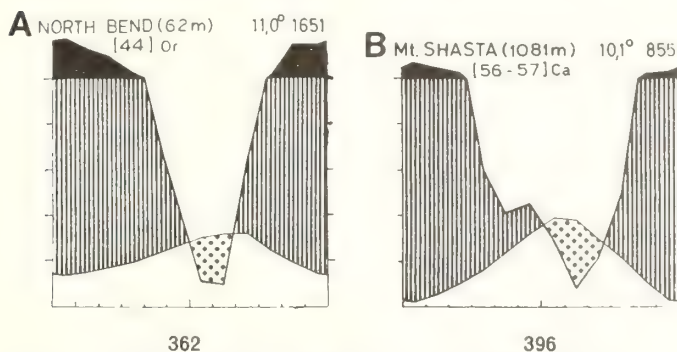 A NORTH BEND (62m) 11,0° 1651
[44] Or
B Mt. SHASTA (1081m) 10,1° 855
[56-57] Ca
362
396